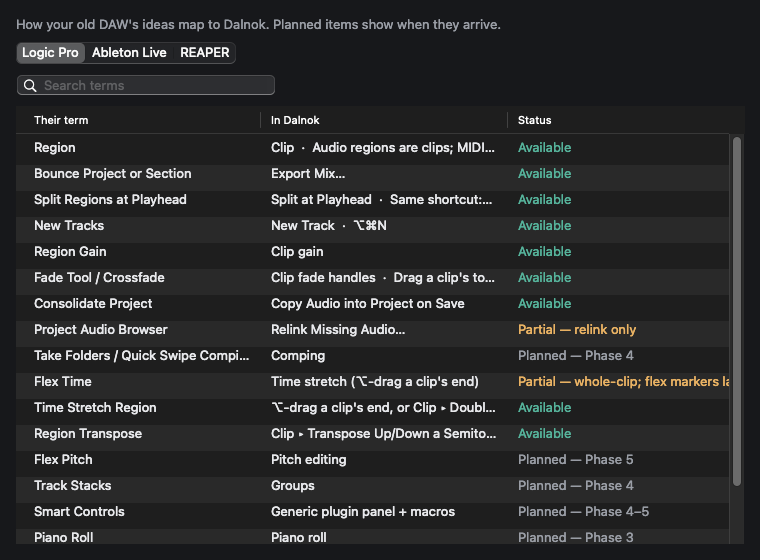 How your old DAW's ideas map to Dalnok. Planned items show when they arrive.
Logic Pro Ableton Live REAPER
Search terms
Their term In Dalnok Status
Region Clip · Audio regions are clips; MIDI... Available
Bounce Project or Section Export Mix... Available
Split Regions at Playhead Split at Playhead · Same shortcut:... Available
New Tracks New Track · ⌥⌘N Available
Region Gain Clip gain Available
Fade Tool / Crossfade Clip fade handles · Drag a clip's to... Available
Consolidate Project Copy Audio into Project on Save Available
Project Audio Browser Relink Missing Audio... Partial — relink only
Take Folders / Quick Swipe Compi... Comping Planned — Phase 4
Flex Time Time stretch (⌥-drag a clip's end) Partial — whole-clip; flex markers la
Time Stretch Region ⌥-drag a clip's end, or Clip ▸ Doubl... Available
Region Transpose Clip ▸ Transpose Up/Down a Semito... Available
Flex Pitch Pitch editing Planned — Phase 5
Track Stacks Groups Planned — Phase 4
Smart Controls Generic plugin panel + macros Planned — Phase 4–5
Piano Roll Piano roll Planned — Phase 3